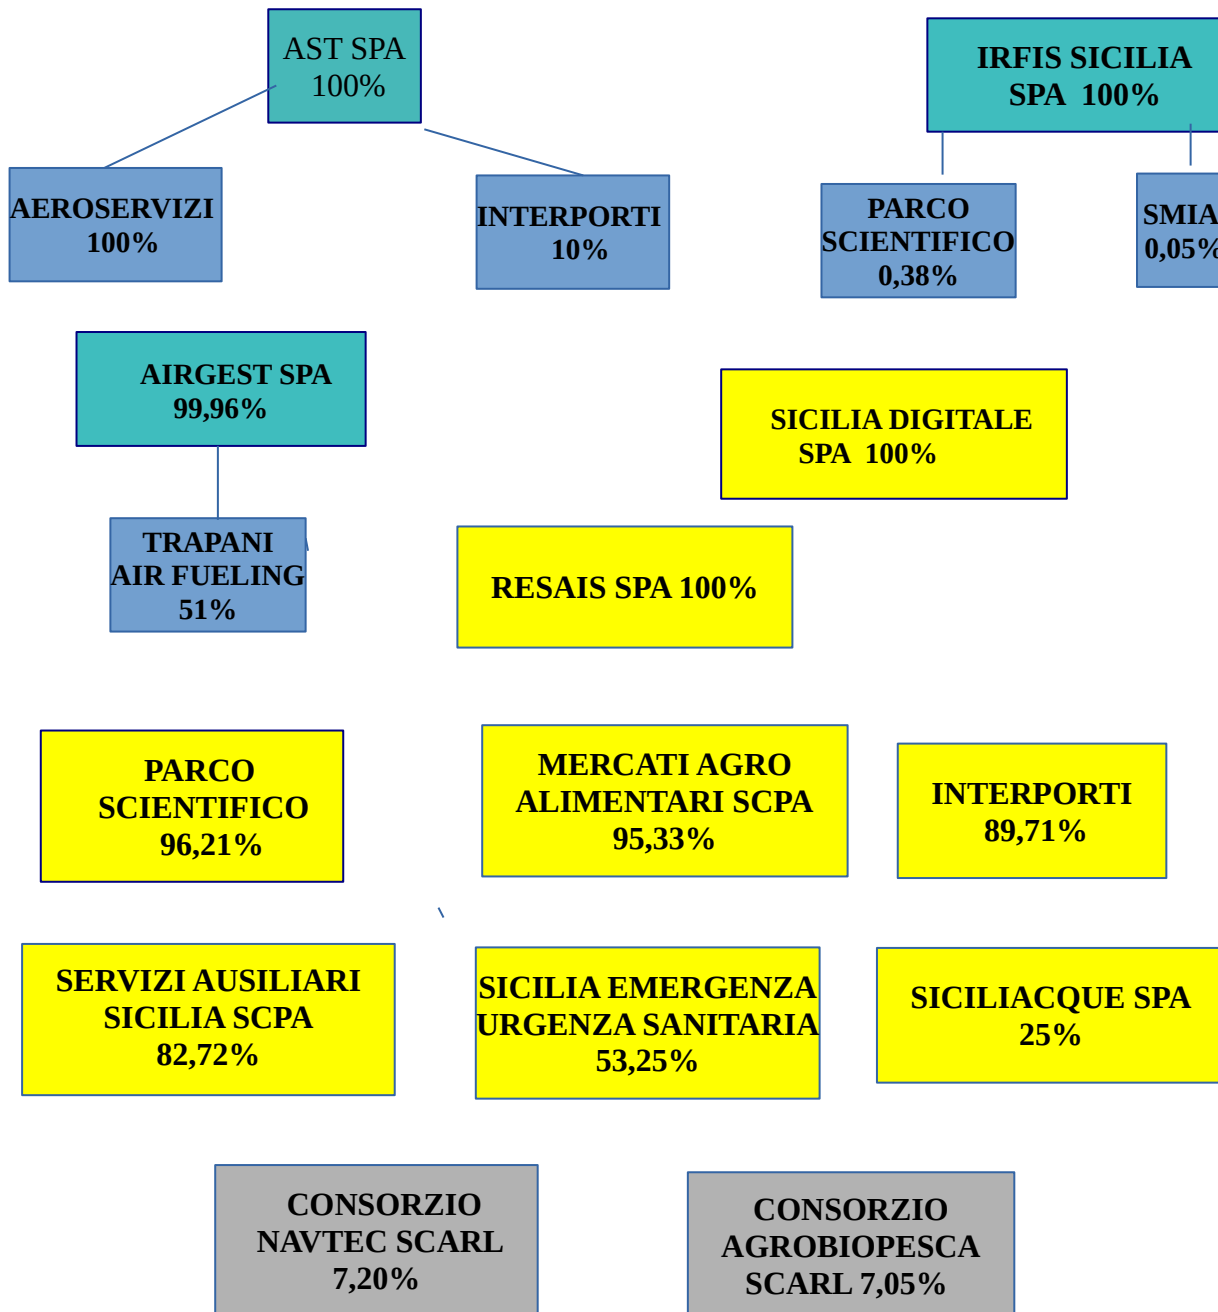 AST SPA
100%
IRFIS SICILIA
SPA 100%
AEROSERVIZI
100%
INTERPORTI
10%
PARCO
SCIENTIFICO
0,38%
SMIA
0,05%
AIRGEST SPA
99,96%
SICILIA DIGITALE
SPA 100%
TRAPANI
AIR FUELING
51%
RESAIS SPA 100%
PARCO
SCIENTIFICO
96,21%
MERCATI AGRO
ALIMENTARI SCPA
95,33%
INTERPORTI
89,71%
SERVIZI AUSILIARI
SICILIA SCPA
82,72%
SICILIA EMERGENZA
URGENZA SANITARIA
53,25%
SICILIACQUE SPA
25%
CONSORZIO
NAVTEC SCARL
7,20%
CONSORZIO
AGROBIOPESCA
SCARL 7,05%